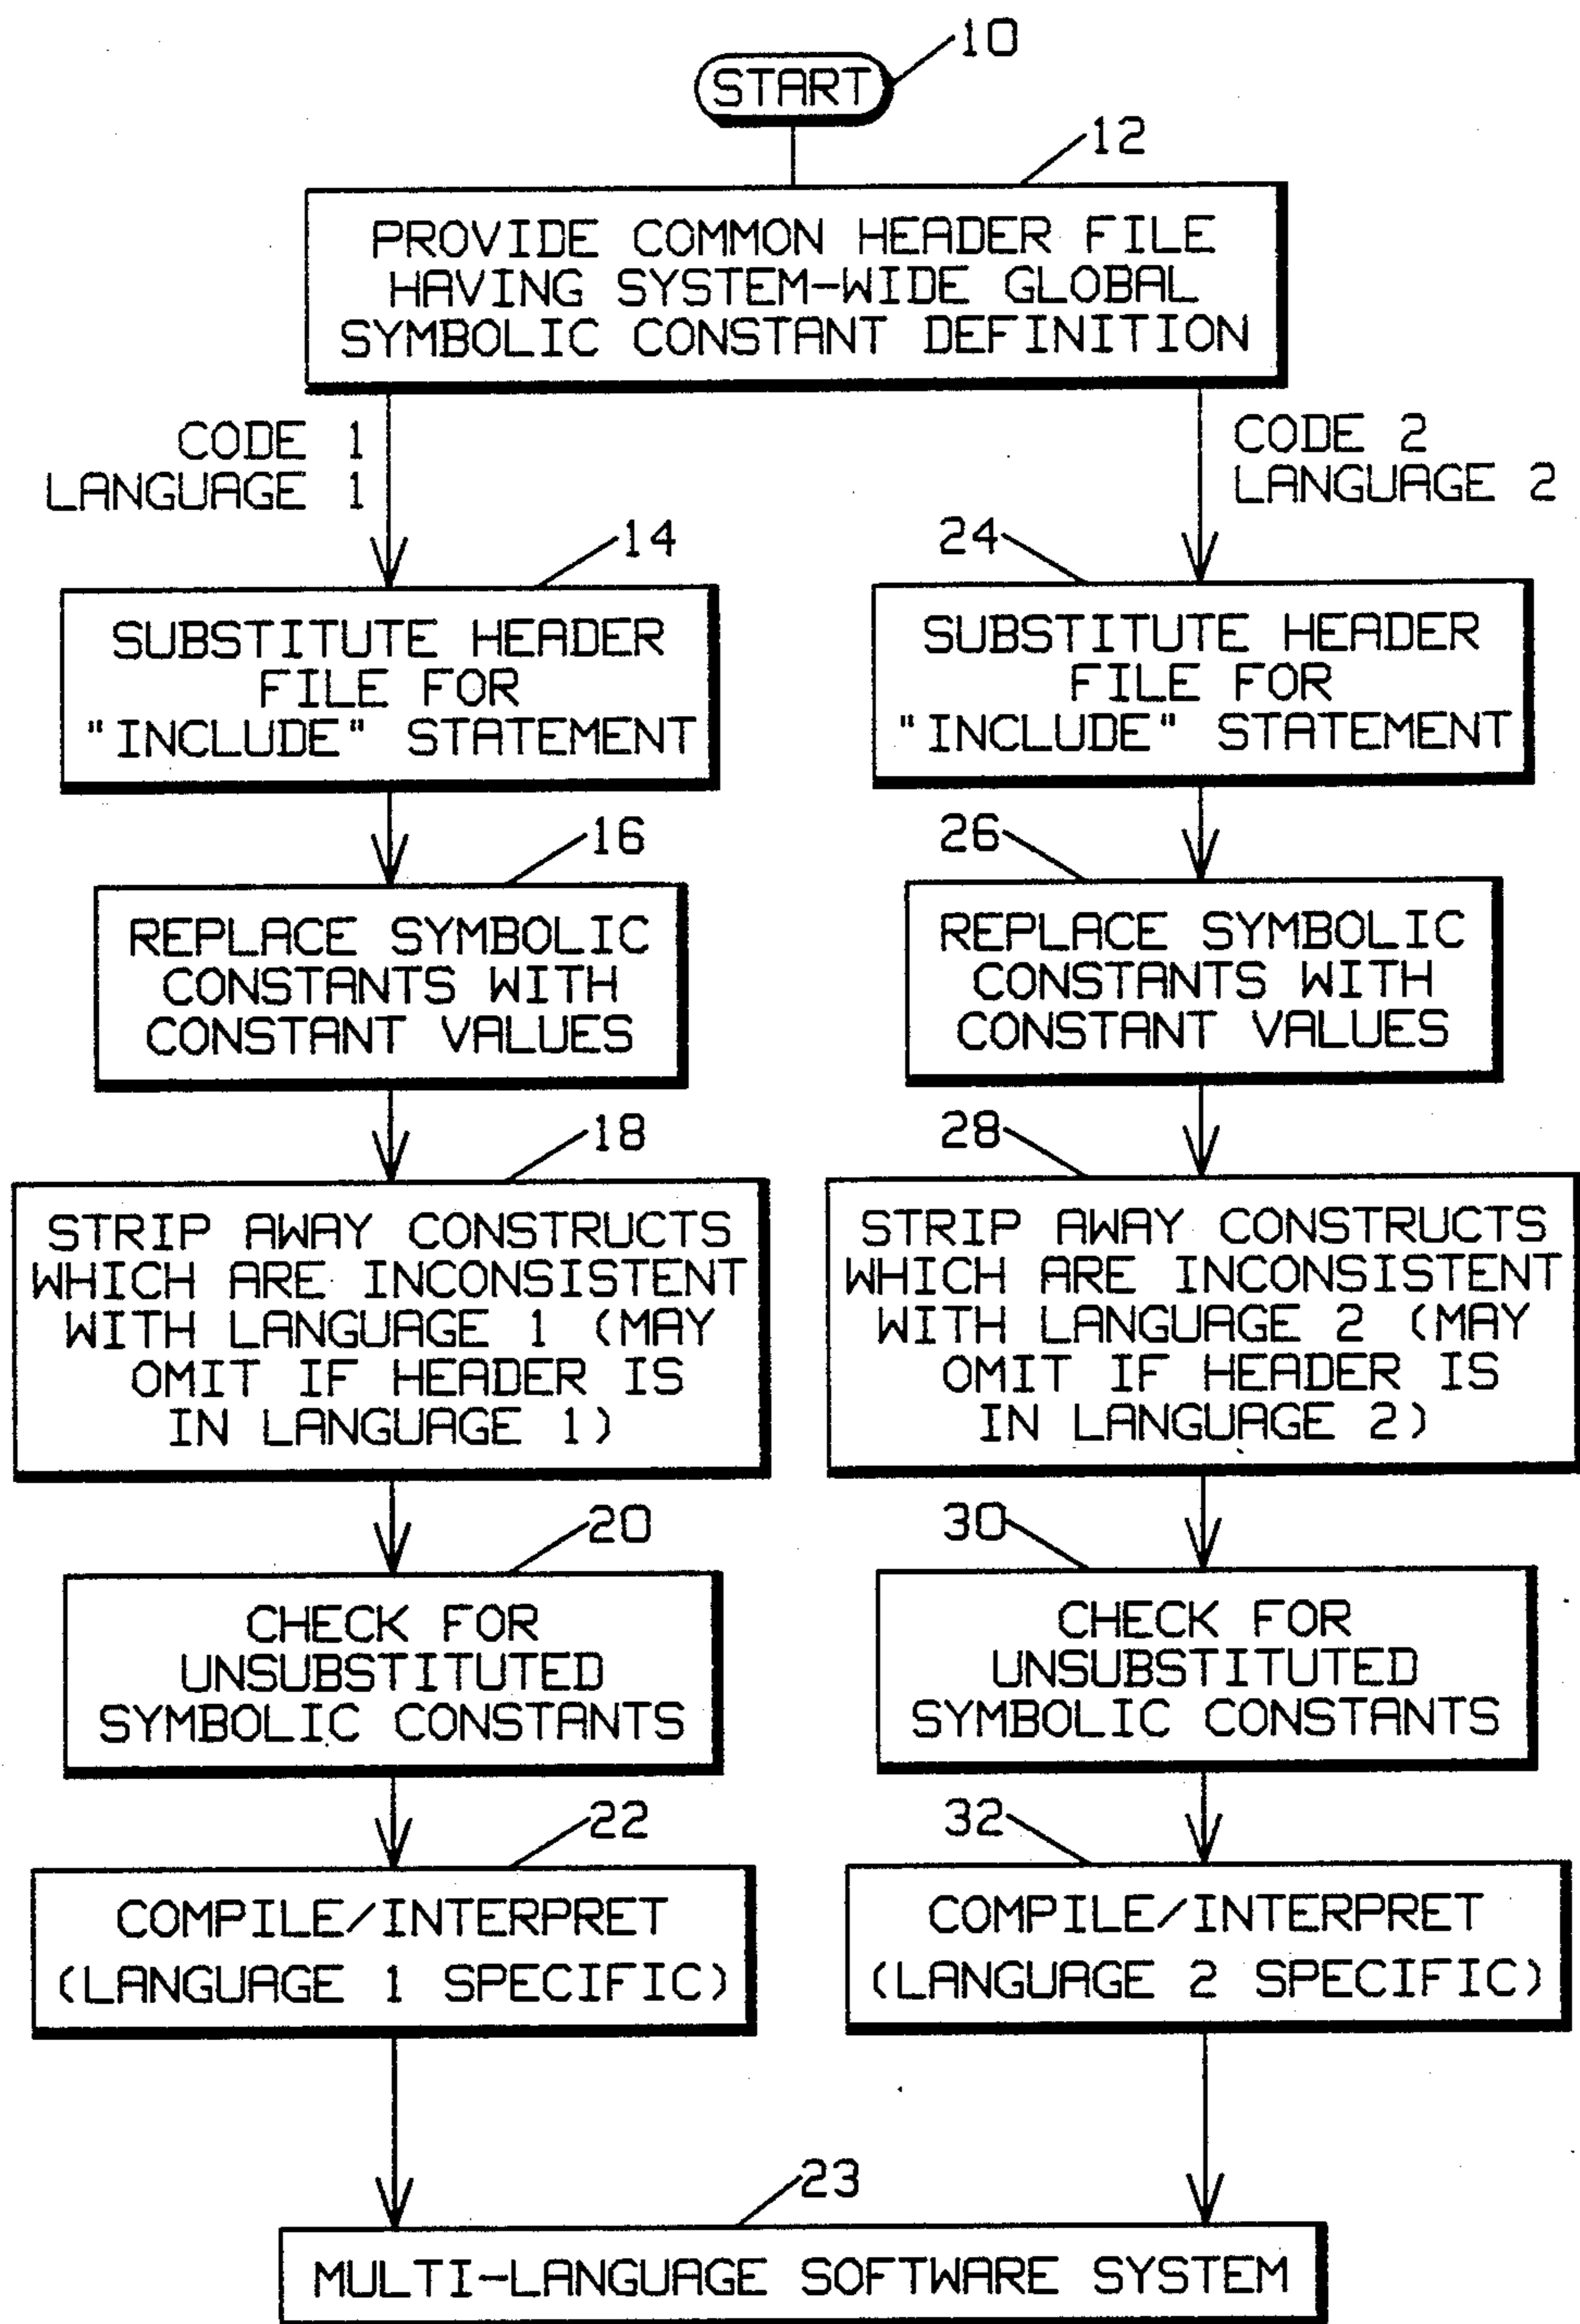 10
START
12
PROVIDE COMMON HEADER FILE
HAVING SYSTEM-WIDE GLOBAL
SYMBOLIC CONSTANT DEFINITION
CODE 1
LANGUAGE 1
CODE 2
LANGUAGE 2
14
SUBSTITUTE HEADER
FILE FOR
"INCLUDE" STATEMENT
24
SUBSTITUTE HEADER
FILE FOR
"INCLUDE" STATEMENT
16
REPLACE SYMBOLIC
CONSTANTS WITH
CONSTANT VALUES
26
REPLACE SYMBOLIC
CONSTANTS WITH
CONSTANT VALUES
18
STRIP AWAY CONSTRUCTS
WHICH ARE INCONSISTENT
WITH LANGUAGE 1 (MAY
OMIT IF HEADER IS
IN LANGUAGE 1)
28
STRIP AWAY CONSTRUCTS
WHICH ARE INCONSISTENT
WITH LANGUAGE 2 (MAY
OMIT IF HEADER IS
IN LANGUAGE 2)
20
CHECK FOR
UNSUBSTITUTED
SYMBOLIC CONSTANTS
30
CHECK FOR
UNSUBSTITUTED
SYMBOLIC CONSTANTS
22
COMPILE/INTERPRET
(LANGUAGE 1 SPECIFIC)
32
COMPILE/INTERPRET
(LANGUAGE 2 SPECIFIC)
23
MULTI-LANGUAGE SOFTWARE SYSTEM